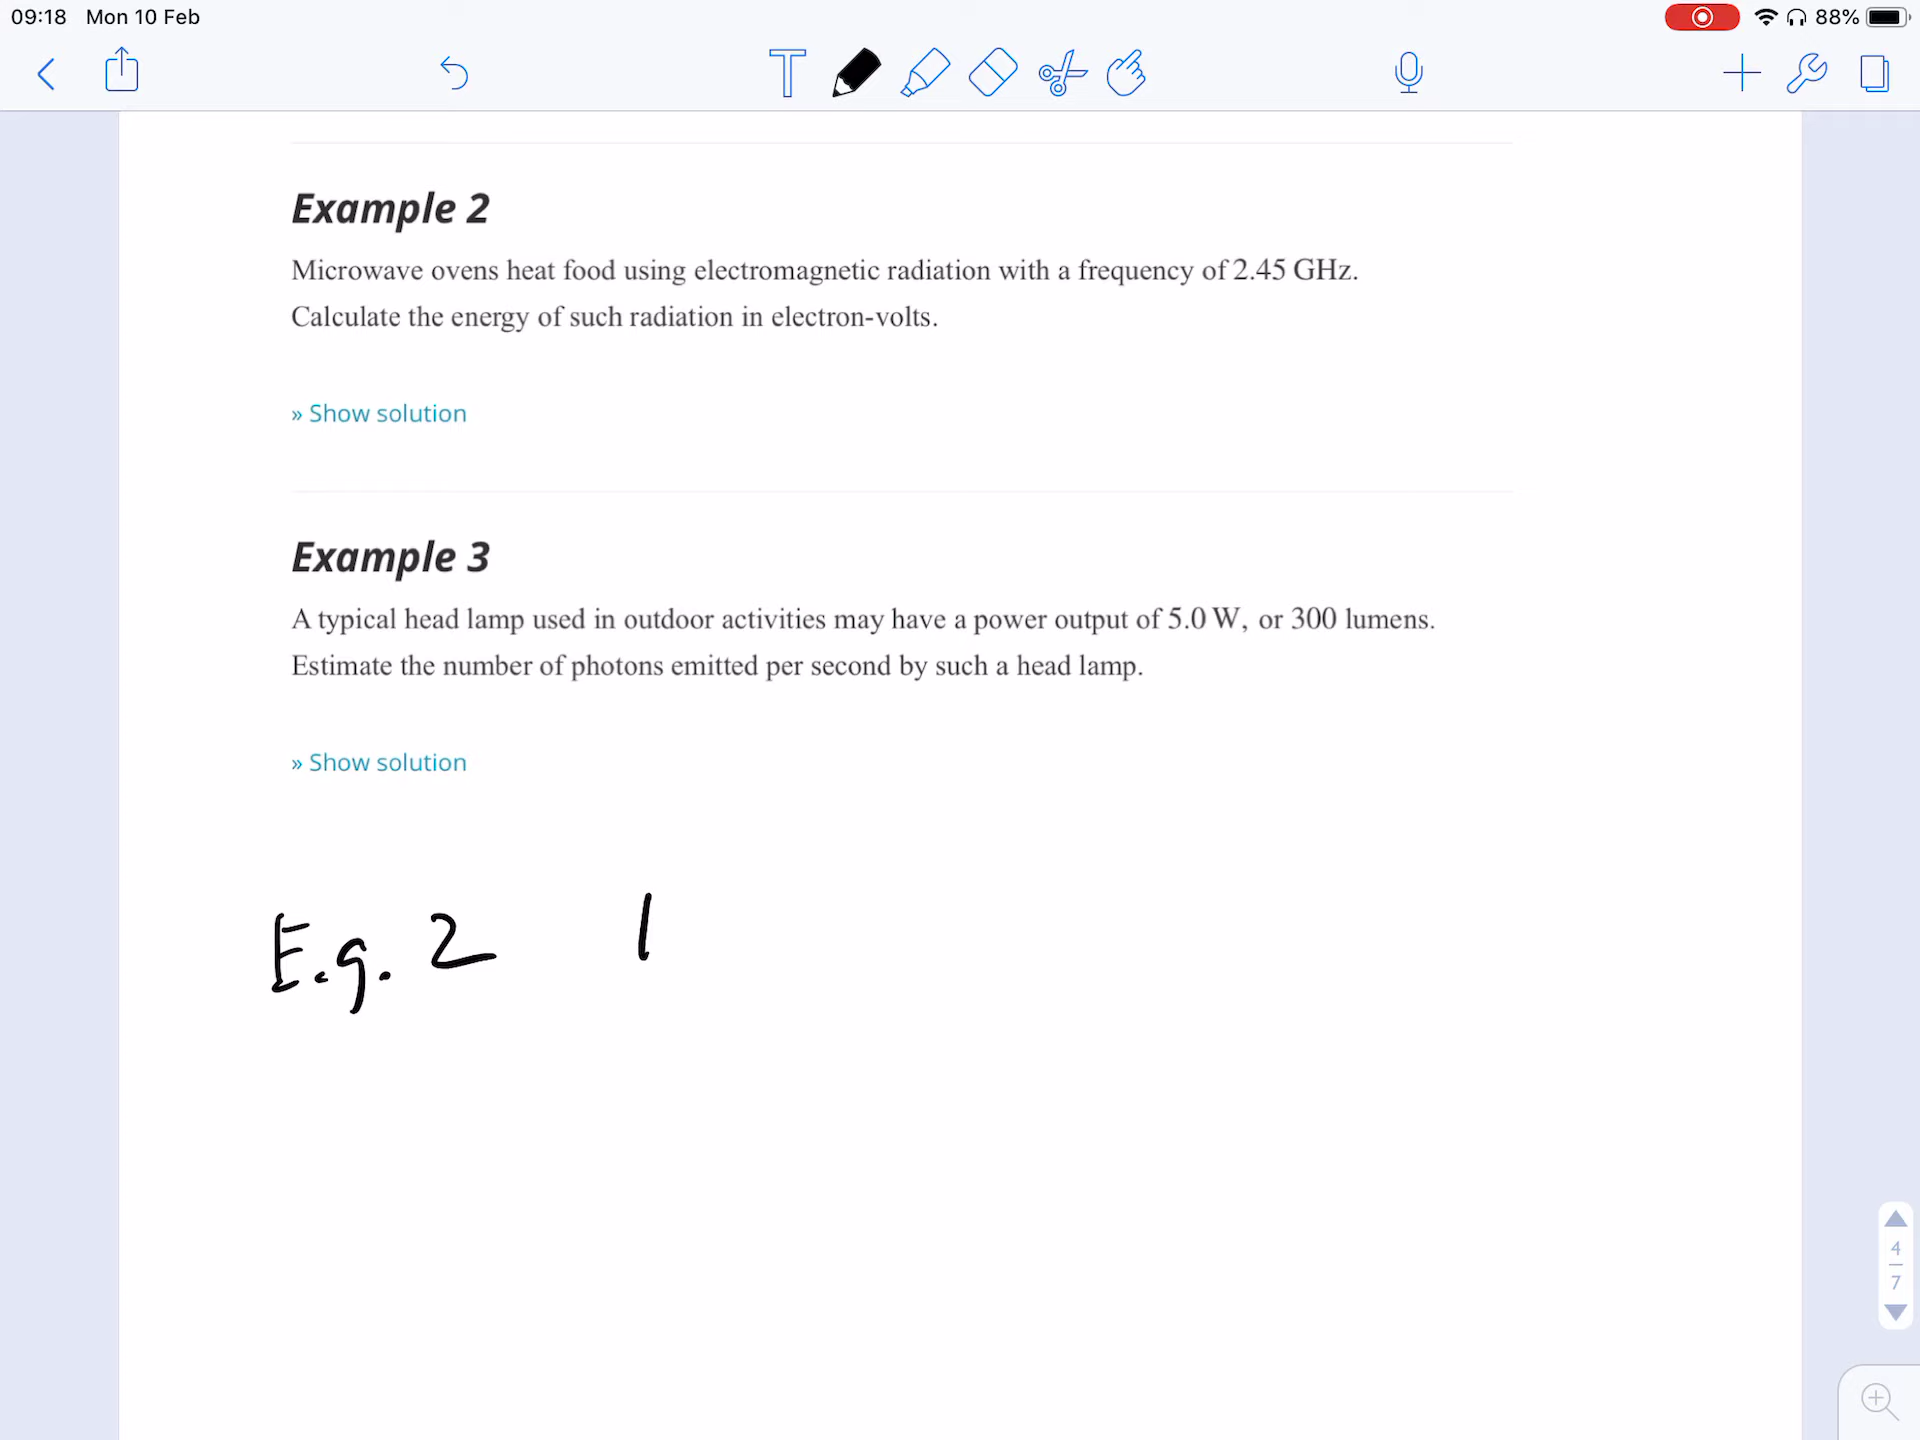 09:18 Mon 10 Feb 88%
T
Example 2
Microwave ovens heat food using electromagnetic radiation with a frequency of 2.45 GHz.
Calculate the energy of such radiation in electron-volts.
» Show solution
Example 3
A typical head lamp used in outdoor activities may have a power output of 5.0 W, or 300 lumens.
Estimate the number of photons emitted per second by such a head lamp.
» Show solution
E.g. 2
4
7